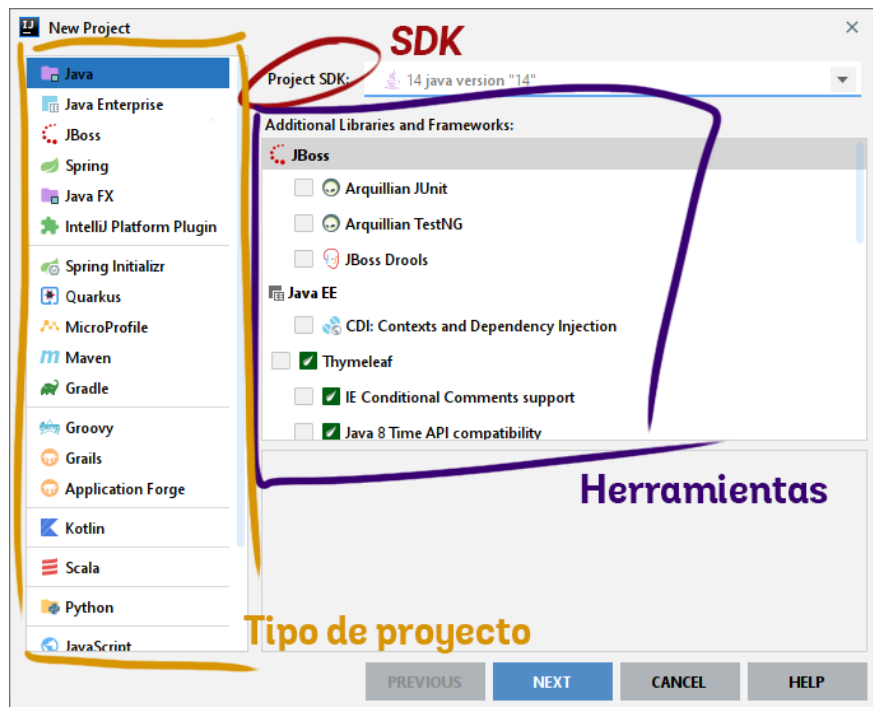 New Project
SDK
Java
Java Enterprise
JBoss
Spring
Java FX
IntelliJ Platform Plugin
Spring Initializr
Quarkus
MicroProfile
Maven
Gradle
Groovy
Grails
Application Forge
Kotlin
Scala
Python
JavaScript
Project SDK: 14 java version "14"
Additional Libraries and Frameworks:
JBoss
Arquillian JUnit
Arquillian TestNG
JBoss Drools
Java EE
CDI: Contexts and Dependency Injection
Thymeleaf
IE Conditional Comments support
Java 8 Time API compatibility
Herramientas
Tipo de proyecto
PREVIOUS NEXT CANCEL HELP